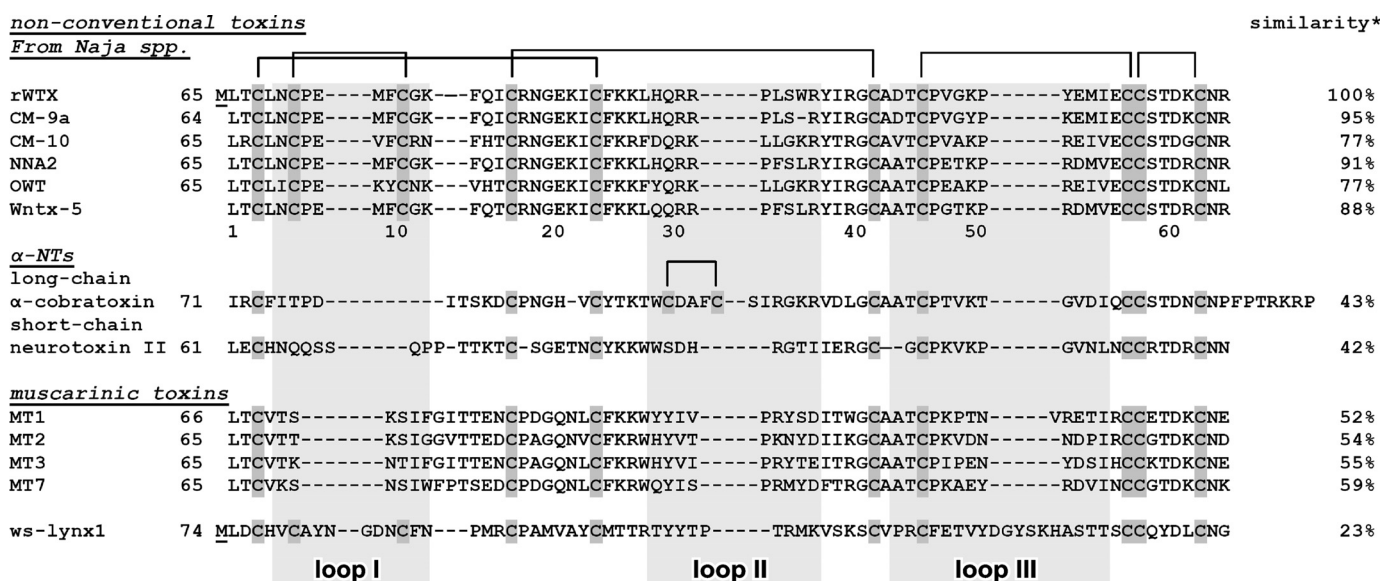 non-conventional toxins similarity*
From Naja spp.
rWTX 65 MLTCLNCPE----MFCGK—-FQICRNGEKICFKKLHQRR-----PLSWRYIRGCADTCPVGKP------YEMIECCSTDKCNR 100%
CM-9a 64 LTCLNCPE----MFCGK---FQICRNGEKICFKKLHQRR-----PLS-RYIRGCADTCPVGYP------KEMIECCSTDKCNR 95%
CM-10 65 LRCLNCPE----VFCRN---FHTCRNGEKICFKRFDQRK-----LLGKRYTRGCAVTCPVAKP------REIVECCSTDGCNR 77%
NNA2 65 LTCLNCPE----MFCGK---FQICRNGEKICFKKLHQRR-----PFSLRYIRGCAATCPETKP------RDMVECCSTDRCNR 91%
OWT 65 LTCLICPE----KYCNK---VHTCRNGEKICFKKFYQRK-----LLGKRYIRGCAATCPEAKP------REIVECCSTDKCNL 77%
Wntx-5 LTCLNCPE----MFCGK---FQTCRNGEKICFKKLQQRR-----PFSLRYIRGCAATCPGTKP------RDMVECCSTDRCNR 88%
1 10 20 30 40 50 60
α-NTs
long-chain
α-cobratoxin 71 IRCFITPD----------ITSKDCPNGH-VCYTKTWCDAFC--SIRGKRVDLGCAATCPTVKT------GVDIQCCSTDNCNPFPTRKRP 43%
short-chain
neurotoxin II 61 LECHNQQSS------QPP-TTKTC-SGETNCYKKWWSDH-----RGTIIERGC—GCPKVKP------GVNLNCCRTDRCNN 42%
muscarinic toxins
MT1 66 LTCVTS-------KSIFGITTENCPDGQNLCFKKWYYIV-----PRYSDITWGCAATCPKPTN-----VRETIRCCETDKCNE 52%
MT2 65 LTCVTT-------KSIGGVTTEDCPAGQNVCFKRWHYVT-----PKNYDIIKGCAATCPKVDN------NDPIRCCGTDKCND 54%
MT3 65 LTCVTK-------NTIFGITTENCPAGQNLCFKRWHYVI-----PRYTEITRGCAATCPIPEN------YDSIHCCKTDKCNE 55%
MT7 65 LTCVKS-------NSIWFPTSEDCPDGQNLCFKRWQYIS-----PRMYDFTRGCAATCPKAEY------RDVINCCGTDKCNK 59%
ws-lynx1 74 MLDCHVCAYN--GDNCFN---PMRCPAMVAYCMTTRTYYTP-----TRMKVSKSCVPRCFETVYDGYSKHASTTSCCQYDLCNG 23%
loop I loop II loop III